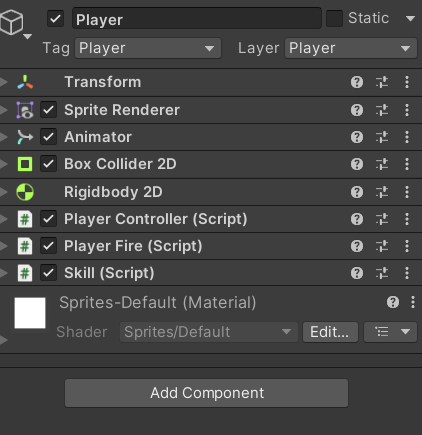 Player Static
Tag Player Layer Player
Transform
Sprite Renderer
Animator
Box Collider 2D
Rigidbody 2D
Player Controller (Script)
Player Fire (Script)
Skill (Script)
Sprites-Default (Material)
Shader Sprites/Default Edit...
Add Component